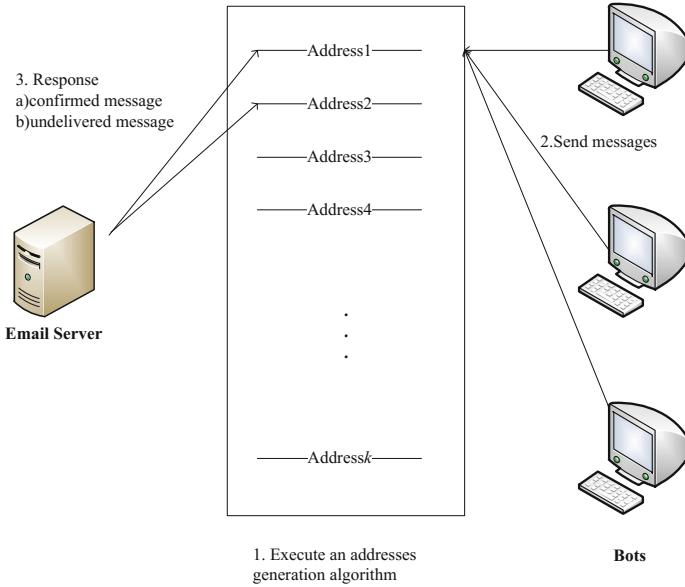 Address1
3. Response
a)confirmed message
b)undelivered message
Address2
2.Send messages
Address3
Address4
Email Server
.
.
.
Addressk
1. Execute an addresses
generation algorithm
Bots